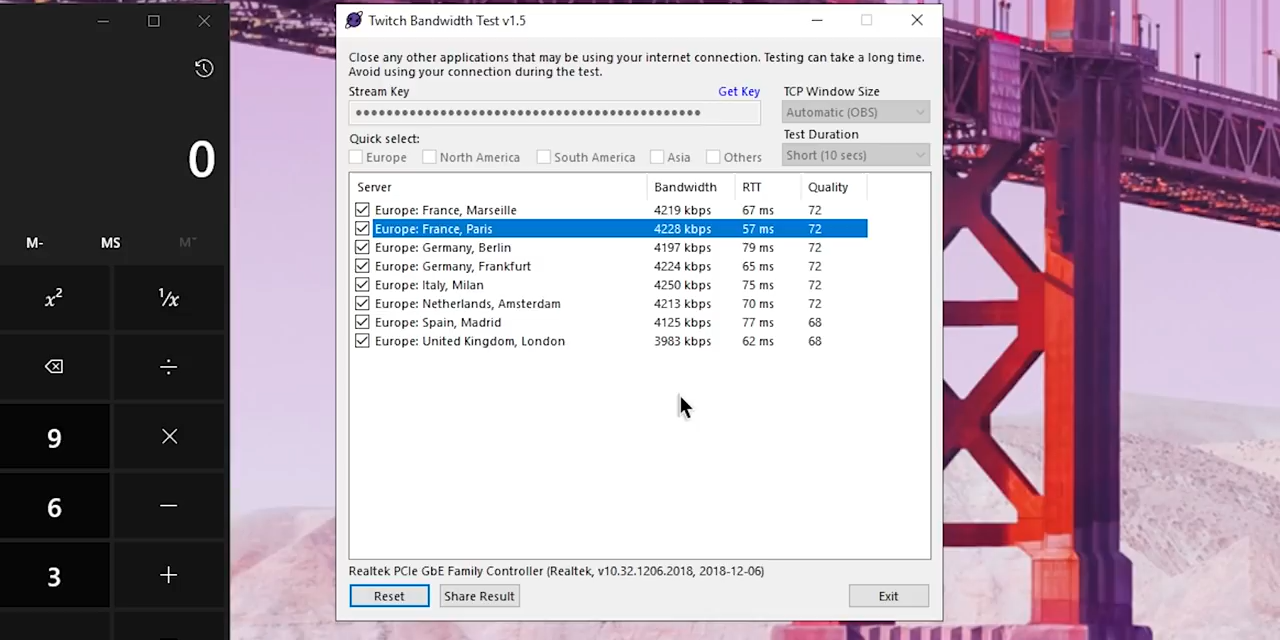 Twitch Bandwidth Test v1.5
Close any other applications that may be using your internet connection. Testing can take a long time.
Avoid using your connection during the test.
Stream Key Get Key TCP Window Size
Automatic (OBS)
Quick select: Test Duration
Europe North America South America Asia Others Short (10 secs)
Server Bandwidth RTT Quality
Europe: France, Marseille 4219 kbps 67 ms 72
Europe: France, Paris 4228 kbps 57 ms 72
Europe: Germany, Berlin 4197 kbps 79 ms 72
Europe: Germany, Frankfurt 4224 kbps 65 ms 72
Europe: Italy, Milan 4250 kbps 75 ms 72
Europe: Netherlands, Amsterdam 4213 kbps 70 ms 72
Europe: Spain, Madrid 4125 kbps 77 ms 68
Europe: United Kingdom, London 3983 kbps 62 ms 68
Realtek PCIe GbE Family Controller (Realtek, v10.32.1206.2018, 2018-12-06)
Reset Share Result Exit
0
M- MS M˅
x² ¹/x
÷
9 ×
6 −
3 +